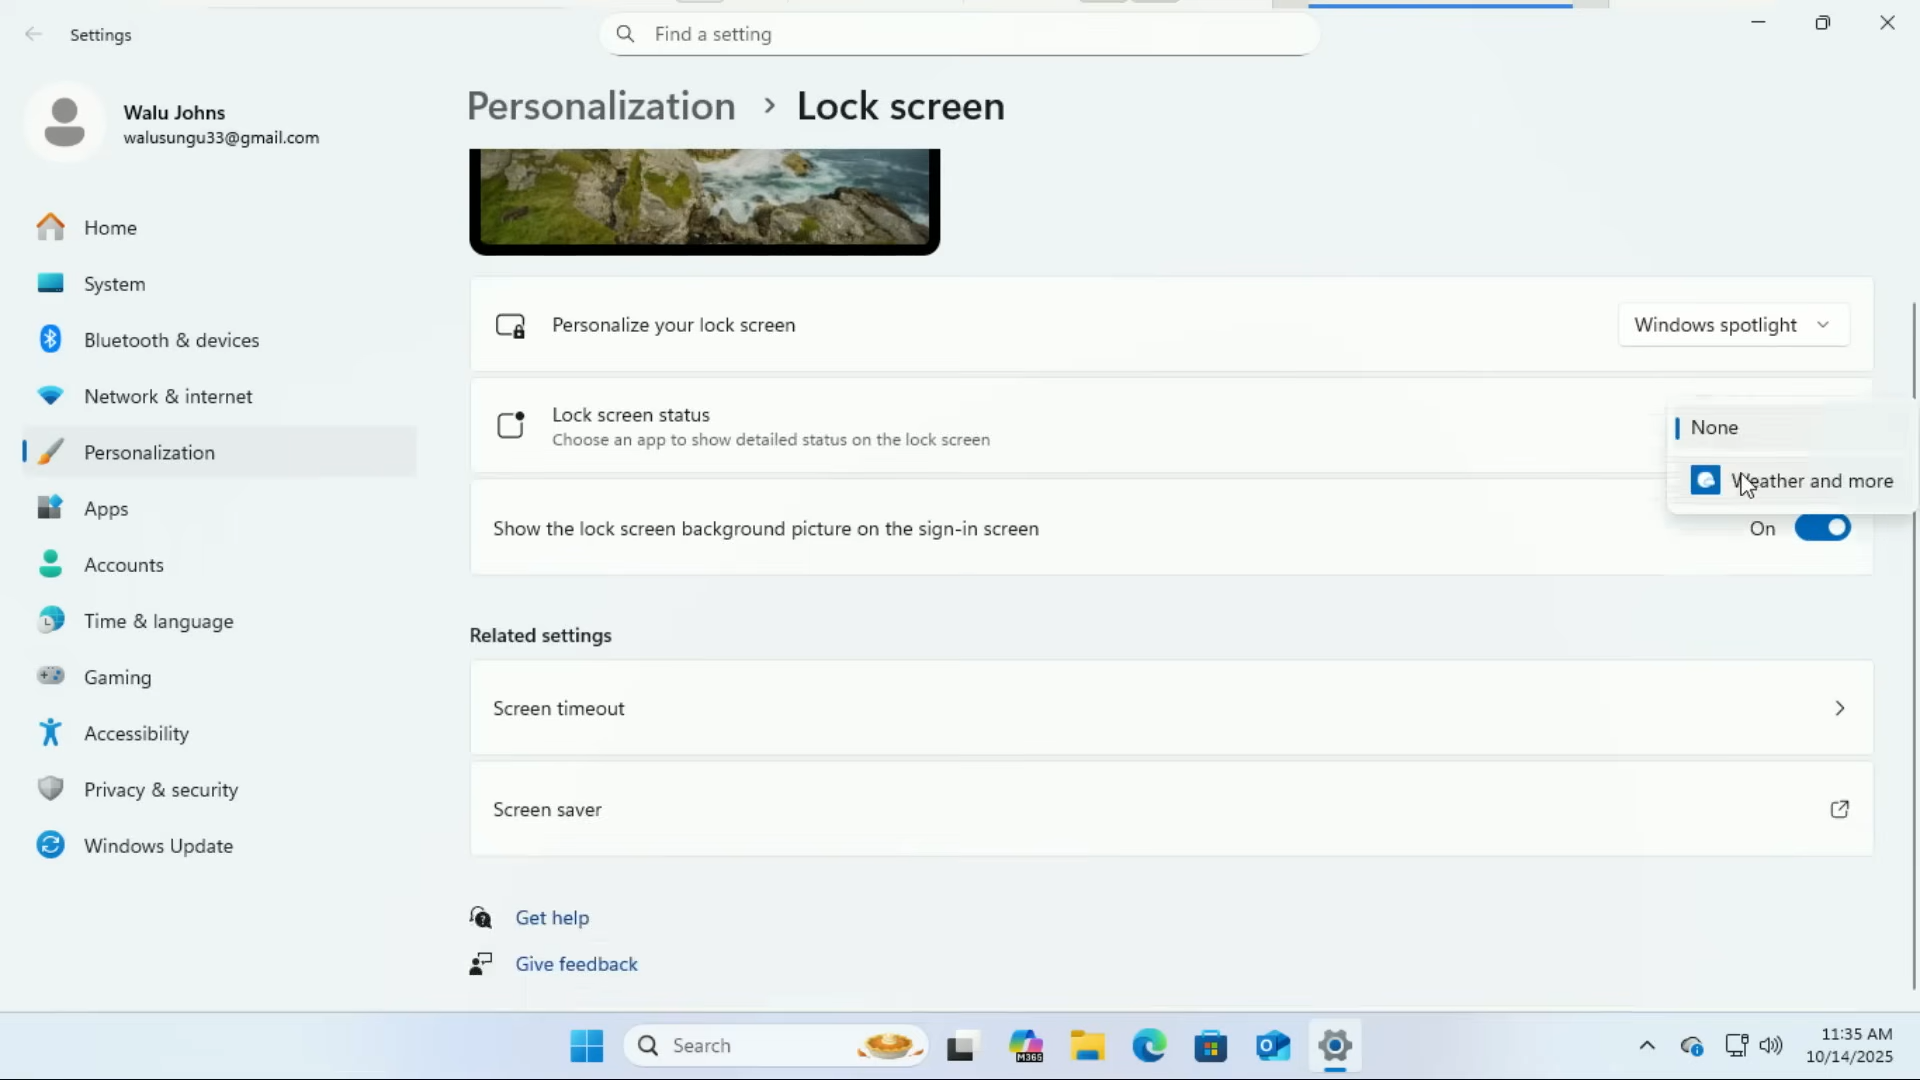 Settings
Find a setting
Walu Johns
walusungu33@gmail.com
Home
System
Bluetooth & devices
Network & internet
Personalization
Apps
Accounts
Time & language
Gaming
Accessibility
Privacy & security
Windows Update
Personalization > Lock screen
Personalize your lock screen
Windows spotlight
Lock screen status
Choose an app to show detailed status on the lock screen
None
Weather and more
Show the lock screen background picture on the sign-in screen
On
Related settings
Screen timeout
Screen saver
Get help
Give feedback
Search
M365
11:35 AM
10/14/2025